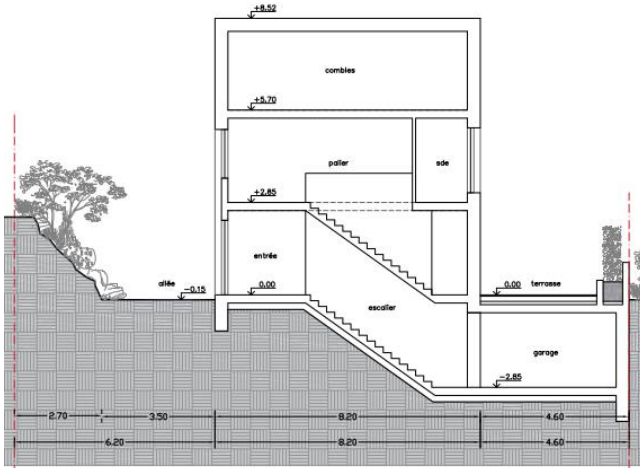 +8.52
combles
+5.70
palier
sde
+2.85
entrée
allée
-0.15
0.00
0.00
terrasse
escalier
garage
-2.85
2.70
3.50
8.20
4.60
6.20
8.20
4.60